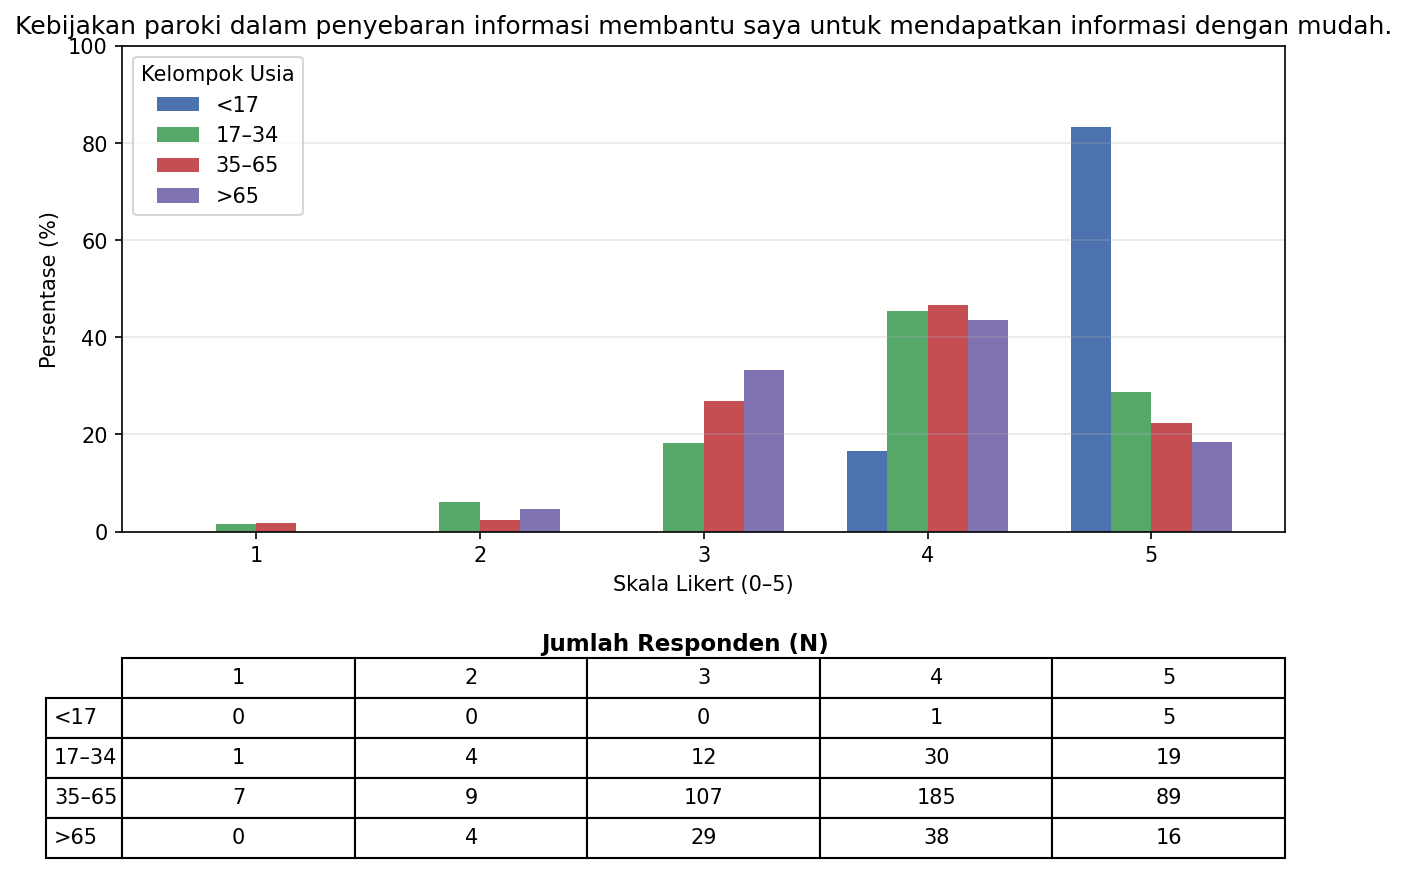 Kebijakan paroki dalam penyebaran informasi membantu saya untuk mendapatkan informasi dengan mudah.
Persentase (%)
100
80
60
40
20
0
Kelompok Usia
<17
17–34
35–65
>65
1 2 3 4 5
Skala Likert (0–5)
Jumlah Responden (N)
1 2 3 4 5
<17 0 0 0 1 5
17–34 1 4 12 30 19
35–65 7 9 107 185 89
>65 0 4 29 38 16